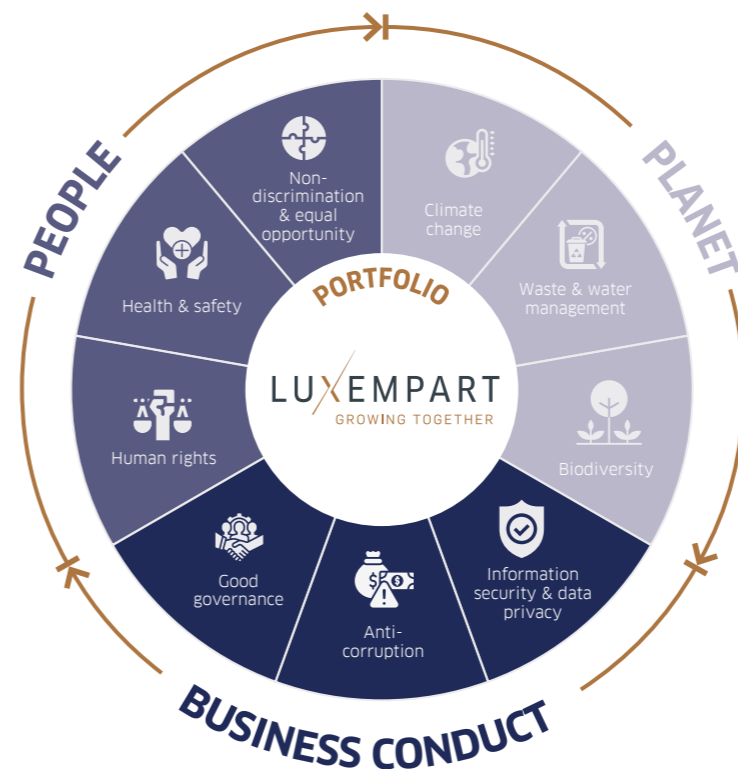 PEOPLE
PLANET
BUSINESS CONDUCT
Non-
discrimination
& equal
opportunity
Climate
change
Health & safety
Waste & water
management
Human rights
Biodiversity
Good
governance
Anti-
corruption
Information
security & data
privacy
PORTFOLIO
LUXEMPART
GROWING TOGETHER
$
$
!